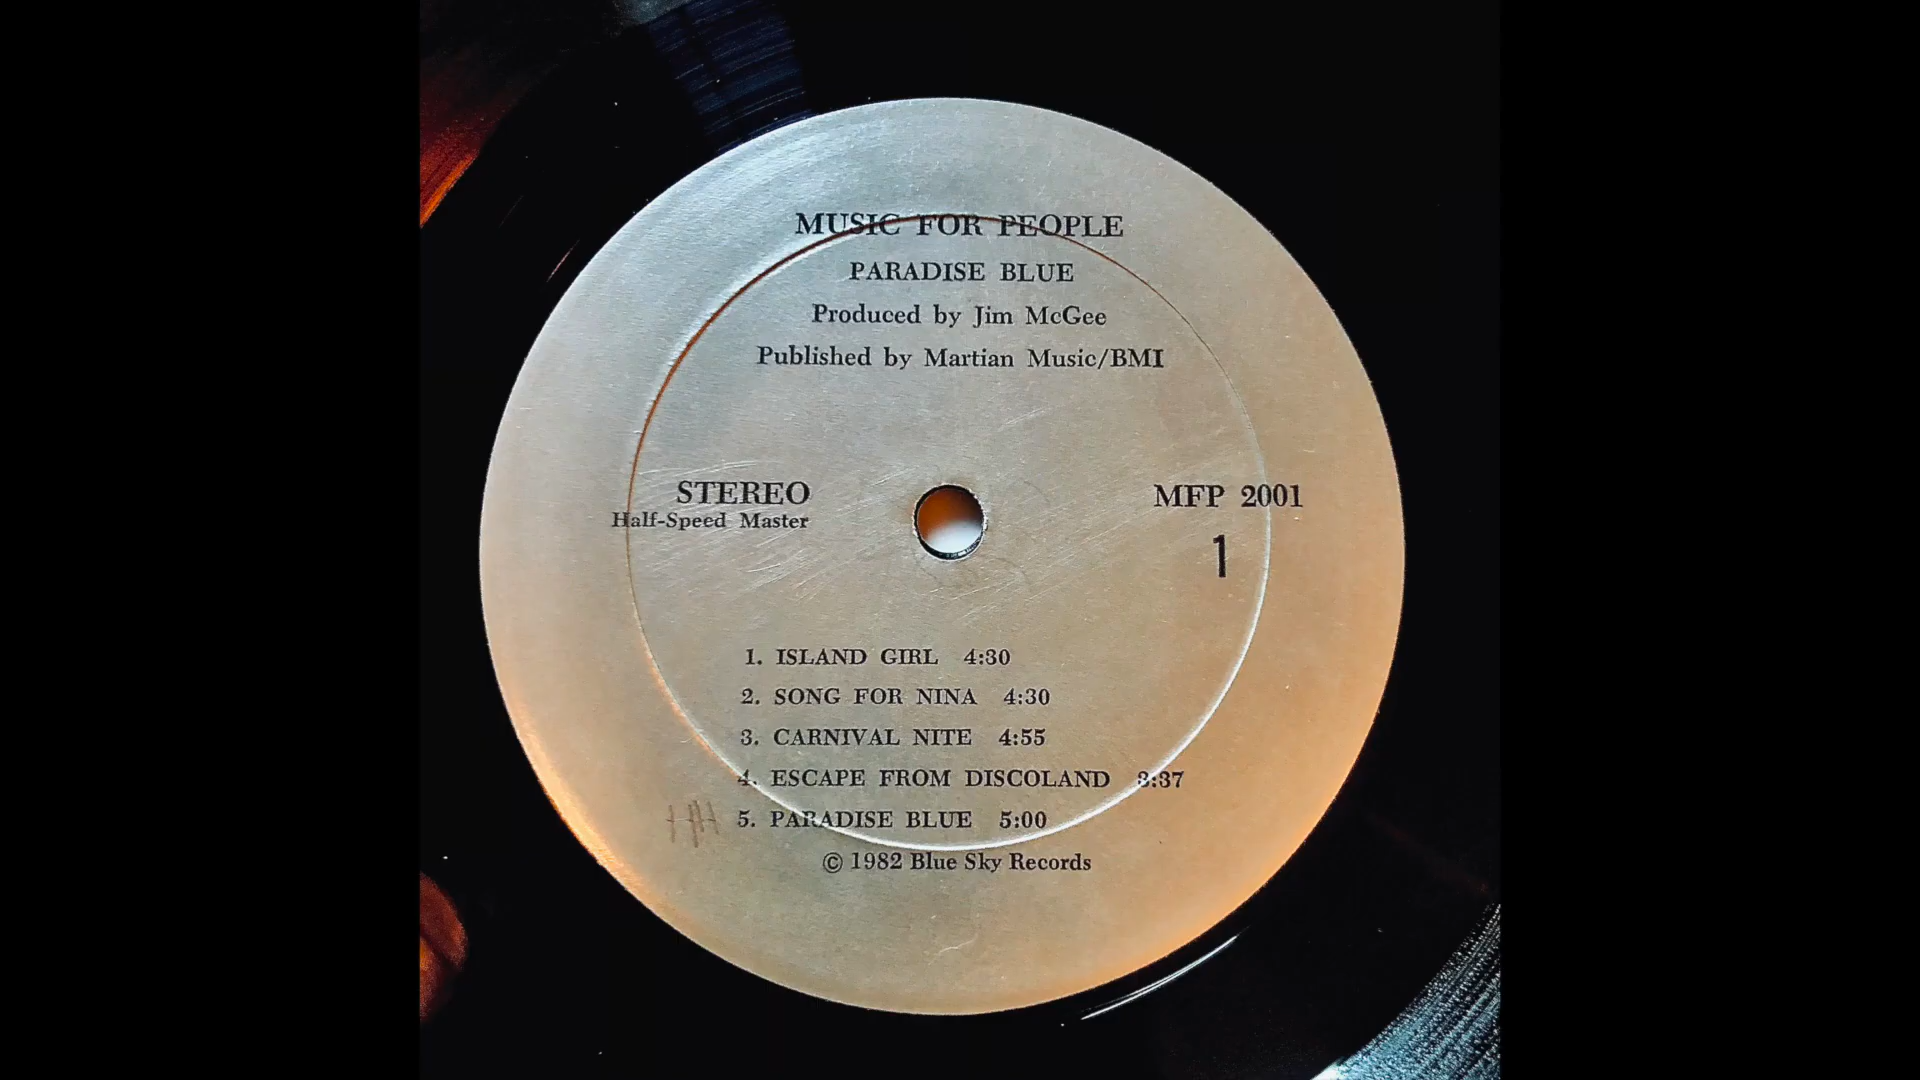 MUSIC FOR PEOPLE
PARADISE BLUE
Produced by Jim McGee
Published by Martian Music/BMI
STEREO
Half-Speed Master
MFP 2001
1
1. ISLAND GIRL 4:30
2. SONG FOR NINA 4:30
3. CARNIVAL NITE 4:55
4. ESCAPE FROM DISCOLAND 3:37
5. PARADISE BLUE 5:00
© 1982 Blue Sky Records